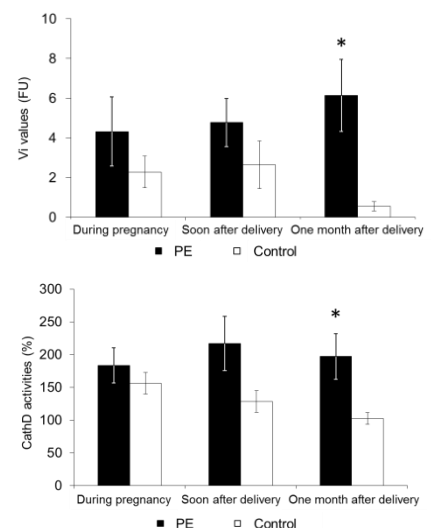 10
8
6
4
2
0
Vi values (FU)
*
During pregnancy Soon after delivery One month after delivery
PE Control
300
250
200
150
100
50
0
CathD activities (%)
*
During pregnancy Soon after delivery One month after delivery
PE Control